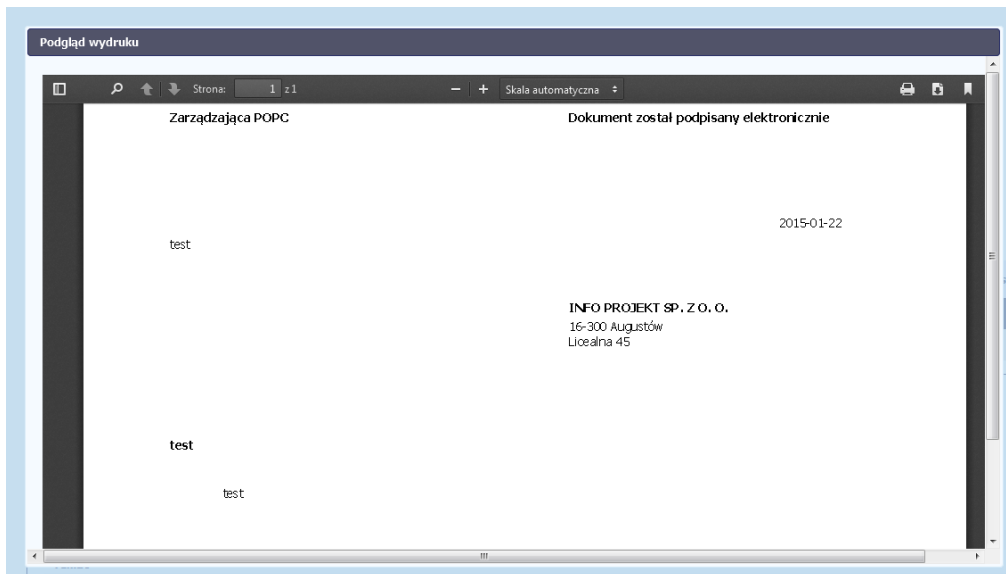 Podgląd wydruku
Strona: 1 z 1 Skala automatyczna
Zarządzająca POPC Dokument został podpisany elektronicznie
2015-01-22
test
INFO PROJEKT SP. Z O. O.
16-300 Augustów
Licealna 45
test
test